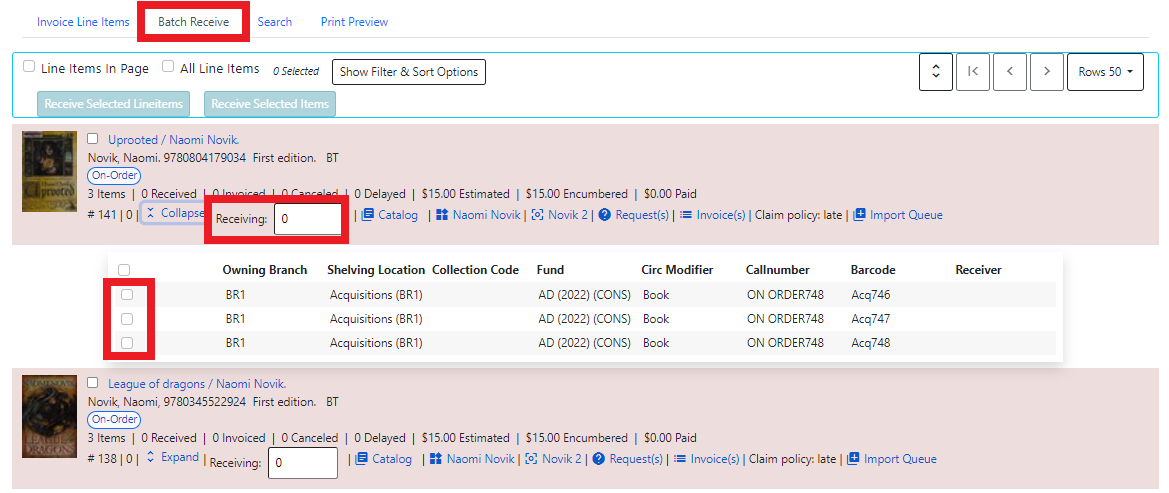 Invoice Line Items Batch Receive Search Print Preview
Line Items In Page All Line Items 0 Selected Show Filter & Sort Options Rows 50
Receive Selected Lineitems Receive Selected Items
Uprooted / Naomi Novik.
Novik, Naomi. 9780804179034 First edition. BT
On-Order
3 Items | 0 Received | 0 Invoiced | 0 Canceled | 0 Delayed | $15.00 Estimated | $15.00 Encumbered | $0.00 Paid
# 141 | 0 | Collapse Receiving: 0 | Catalog | Naomi Novik | Novik 2 | Request(s) | Invoice(s) | Claim policy: late | Import Queue
Owning Branch Shelving Location Collection Code Fund Circ Modifier Callnumber Barcode Receiver
BR1 Acquisitions (BR1) AD (2022) (CONS) Book ON ORDER748 Acq746
BR1 Acquisitions (BR1) AD (2022) (CONS) Book ON ORDER748 Acq747
BR1 Acquisitions (BR1) AD (2022) (CONS) Book ON ORDER748 Acq748
League of dragons / Naomi Novik.
Novik, Naomi, 9780345522924 First edition. BT
On-Order
3 Items | 0 Received | 0 Invoiced | 0 Canceled | 0 Delayed | $15.00 Estimated | $15.00 Encumbered | $0.00 Paid
# 138 | 0 | Expand | Receiving: 0 | Catalog | Naomi Novik | Novik 2 | Request(s) | Invoice(s) | Claim policy: late | Import Queue